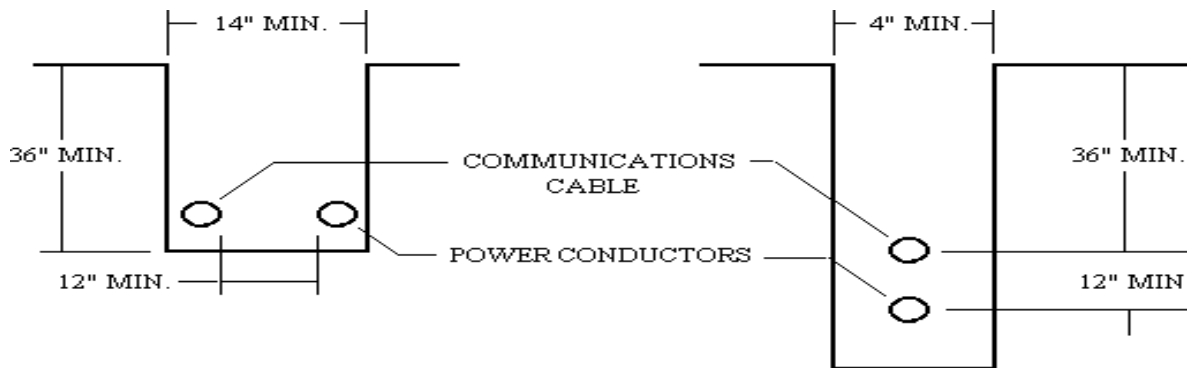 14" MIN.
4" MIN.
36" MIN.
COMMUNICATIONS
CABLE
36" MIN.
POWER CONDUCTORS
12" MIN.
12" MIN